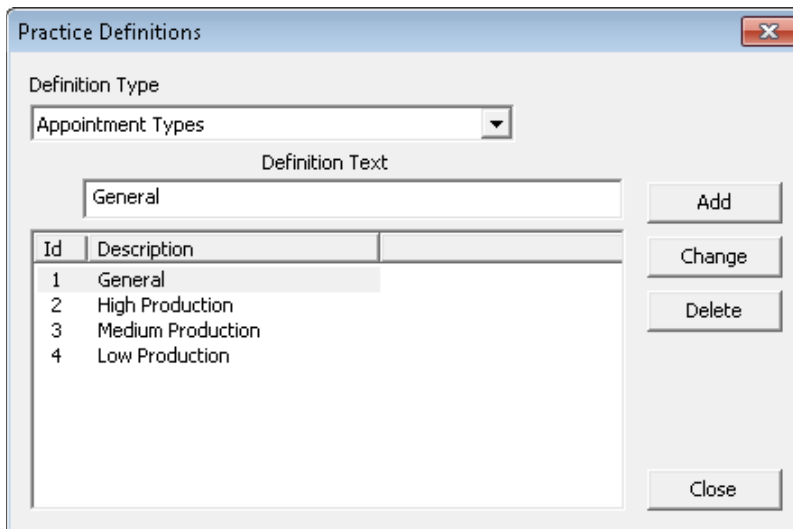 Practice Definitions
Definition Type
Appointment Types
Definition Text
General
Add
Id Description
Change
1 General
2 High Production
Delete
3 Medium Production
4 Low Production
Close